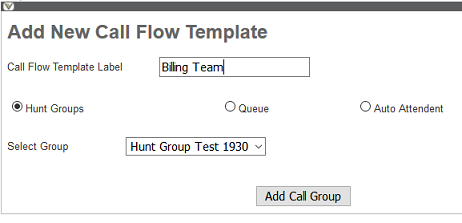 Add New Call Flow Template
Call Flow Template Label Billing Team
Hunt Groups Queue Auto Attendent
Select Group Hunt Group Test 1930
Add Call Group